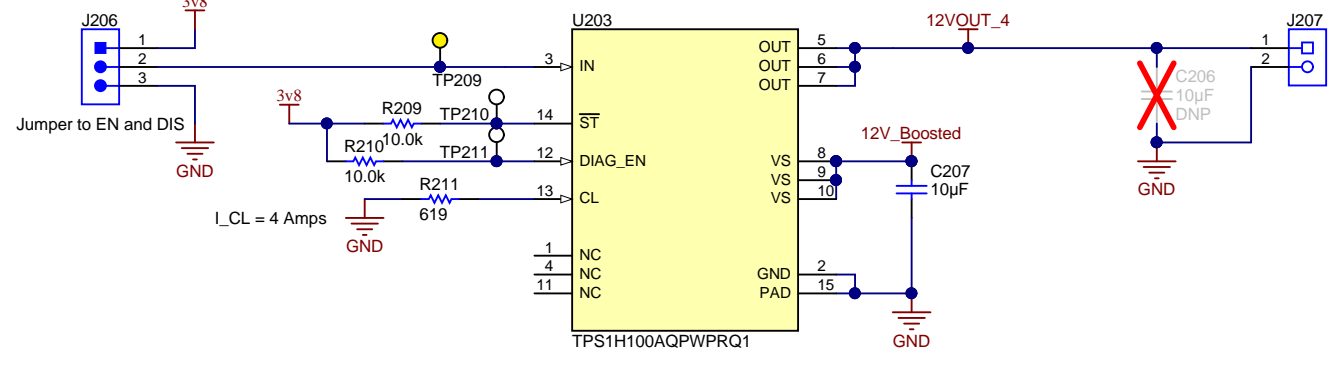 3v8
J206
U203
12VOUT_4
J207
1
2
3
TP209
3
IN
OUT
OUT
OUT
5
6
7
1
2
C206
10µF
DNP
Jumper to EN and DIS
GND
3v8
R209
10.0k
TP210
14
ST
R210
10.0k
TP211
12
DIAG_EN
12V_Boosted
VS
VS
VS
8
9
10
C207
10µF
GND
R211
619
13
CL
I_CL = 4 Amps
GND
1
NC
4
NC
11
NC
GND
2
PAD
15
GND
TPS1H100AQPWPRQ1